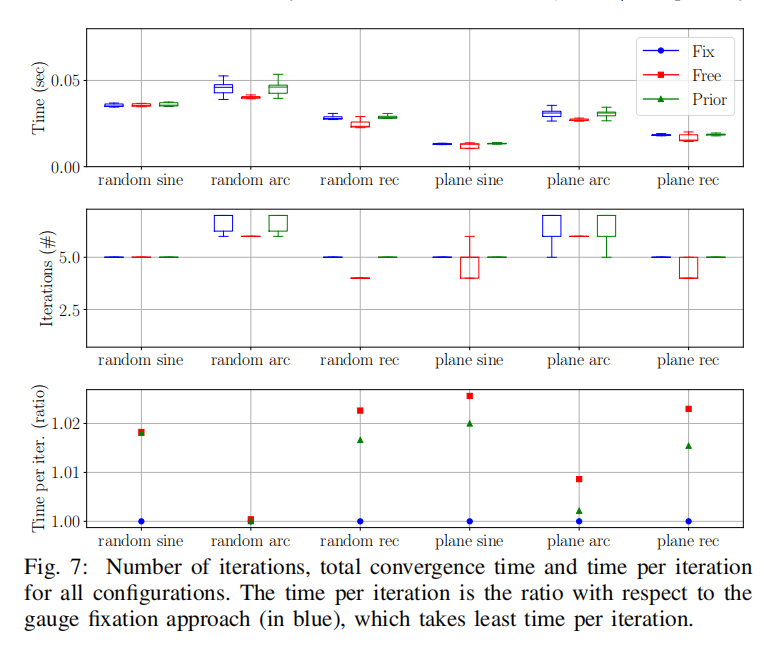 Time (sec)
0.05
0.00
Fix
Free
Prior
random sine random arc random rec plane sine plane arc plane rec
Iterations (#)
5.0
2.5
random sine random arc random rec plane sine plane arc plane rec
Time per iter. (ratio)
1.02
1.01
1.00
random sine random arc random rec plane sine plane arc plane rec
Fig. 7: Number of iterations, total convergence time and time per iteration
for all configurations. The time per iteration is the ratio with respect to the
gauge fixation approach (in blue), which takes least time per iteration.